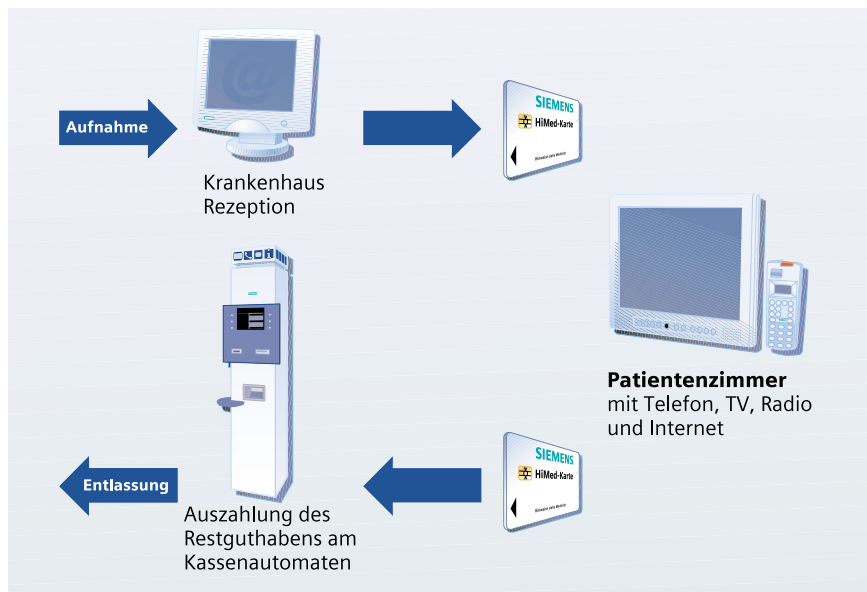 Aufnahme
Krankenhaus
Rezeption
SIEMENS
HiMed-Karte
Patientenzimmer
mit Telefon, TV, Radio
und Internet
SIEMENS
HiMed-Karte
Entlassung
Auszahlung des
Restguthabens am
Kassenautomaten